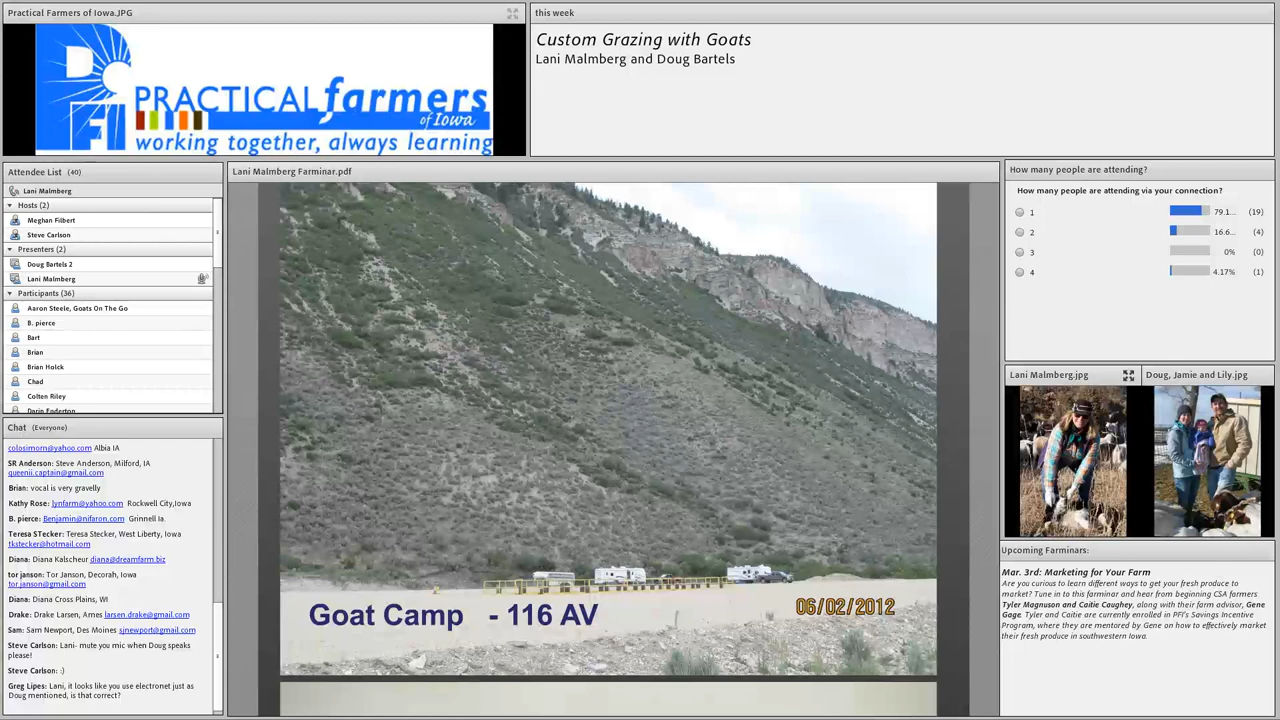 Practical Farmers of Iowa.JPG
PFI
PRACTICAL farmers
of Iowa
working together, always learning
this week
Custom Grazing with Goats
Lani Malmberg and Doug Bartels
Attendee List (40)
Lani Malmberg
Hosts (2)
Meghan Filbert
Steve Carlson
Presenters (2)
Doug Bartels 2
Lani Malmberg
Participants (36)
Aaron Steele, Goats On The Go
B. pierce
Bart
Brian
Brian Holck
Chad
Colten Riley
Darin Enderton
Chat (Everyone)
colosimorn@yahoo.com Albia IA
SR Anderson: Steve Anderson, Milford, IA
queenii.captain@gmail.com
Brian: vocal is very gravelly
Kathy Rose: lynfarm@yahoo.com Rockwell City,Iowa
B. pierce: Benjamin@nifaron.com Grinnell Ia.
Teresa STecker: Teresa Stecker, West Liberty, Iowa
tkstecker@hotmail.com
Diana: Diana Kalscheur diana@dreamfarm.biz
tor janson: Tor Janson, Decorah, Iowa
tor.janson@gmail.com
Diana: Diana Cross Plains, WI
Drake: Drake Larsen, Ames larsen.drake@gmail.com
Sam: Sam Newport, Des Moines sjnewport@gmail.com
Steve Carlson: Lani- mute you mic when Doug speaks
please!
Steve Carlson: :)
Greg Lipes: Lani, it looks like you use electronet just as
Doug mentioned, is that correct?
Lani Malmberg Farminar.pdf
Goat Camp - 116 AV
06/02/2012
How many people are attending?
How many people are attending via your connection?
1 79.1... (19)
2 16.6... (4)
3 0% (0)
4 4.17% (1)
Lani Malmberg.jpg
Doug, Jamie and Lily.jpg
Upcoming Farminars:
Mar. 3rd: Marketing for Your Farm
Are you curious to learn different ways to get your fresh produce to
market? Tune in to this farminar and hear from beginning CSA farmers
Tyler Magnuson and Caitie Caughey, along with their farm advisor, Gene
Gage. Tyler and Caitie are currently enrolled in PFI's Savings Incentive
Program, where they are mentored by Gene on how to effectively market
their fresh produce in southwestern Iowa.